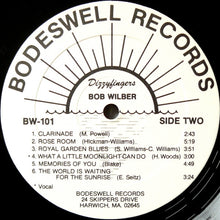 BODESWELL RECORDS
Dizzyfingers
BOB WILBER
BW-101 SIDE TWO
1. CLARINADE (M. Powell) 2:43
2. ROSE ROOM (Hickman-Williams) 5:23
3. ROYAL GARDEN BLUES (S. Williams-C. Williams) 3:51
*4. WHAT A LITTLE MOONLIGHT CAN DO (H. Woods) 3:00
5. MEMORIES OF YOU (Blake) 3:51
6. THE WORLD IS WAITING
FOR THE SUNRISE (E. Seitz) 3:24
* Vocal
BODESWELL RECORDS
24 SKIPPERS DRIVE
HARWICH, MA. 02645